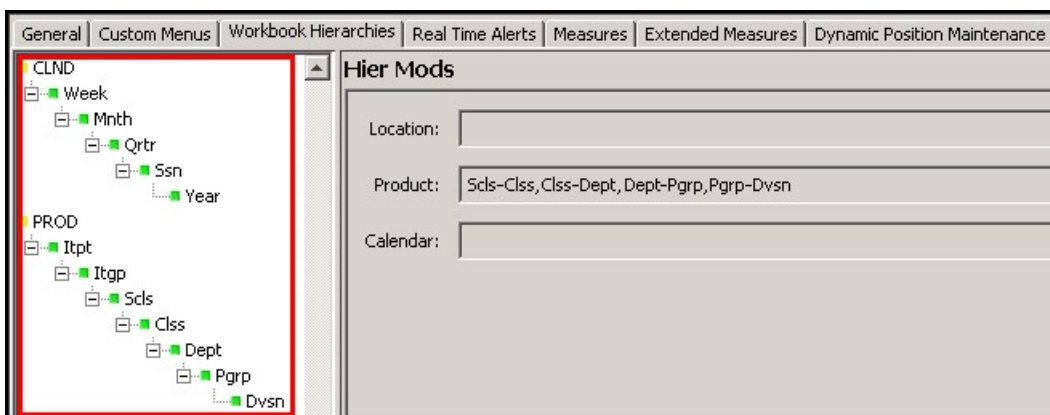 General Custom Menus Workbook Hierarchies Real Time Alerts Measures Extended Measures Dynamic Position Maintenance
CLND
Week
Mnth
Qrtr
Ssn
Year
PROD
Itpt
Itgp
Scls
Clss
Dept
Pgrp
Dvsn
Hier Mods
Location:
Product: Scls-Clss,Clss-Dept,Dept-Pgrp,Pgrp-Dvsn
Calendar: